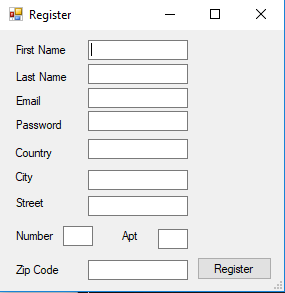 Register
First Name
Last Name
Email
Password
Country
City
Street
Number Apt
Zip Code Register